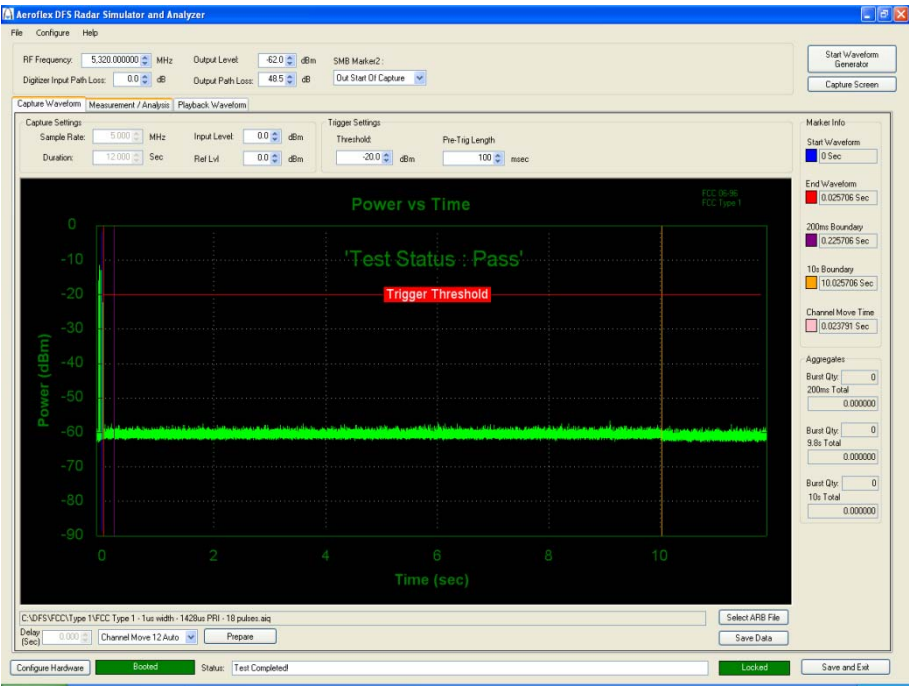 Aeroflex DFS Radar Simulator and Analyzer
File Configure Help
RF Frequency: 5,320.000000 MHz Output Level: -62.0 dBm SMB Marker2 :
Digitizer Input Path Loss: 0.0 dB Output Path Loss: 48.5 dB Out Start Of Capture
Start Waveform Generator
Capture Screen
Capture Waveform Measurement / Analysis Playback Waveform
Capture Settings
Sample Rate: 5.000 MHz Input Level: 0.0 dBm
Duration: 12.000 Sec Ref Lvl 0.0 dBm
Trigger Settings
Threshold: Pre-Trig Length
-20.0 dBm 100 msec
Power vs Time
FCC 06-96
FCC Type 1
'Test Status : Pass'
Trigger Threshold
Power (dBm)
0
-10
-20
-30
-40
-50
-60
-70
-80
-90
0 2 4 6 8 10
Time (sec)
Marker Info
Start Waveform
0 Sec
End Waveform
0.025706 Sec
200ms Boundary
0.225706 Sec
10s Boundary
10.025706 Sec
Channel Move Time
0.023791 Sec
Aggregates
Burst Qty: 0
200ms Total
0.000000
Burst Qty: 0
9.8s Total
0.000000
Burst Qty: 0
10s Total
0.000000
C:\DFS\FCC\Type 1\FCC Type 1 - 1us width - 1428us PRI - 18 pulses.aiq
Select ARB File
Delay (Sec) 0.000 Channel Move 12 Auto Prepare
Save Data
Configure Hardware Booted Status: Test Completed! Locked Save and Exit